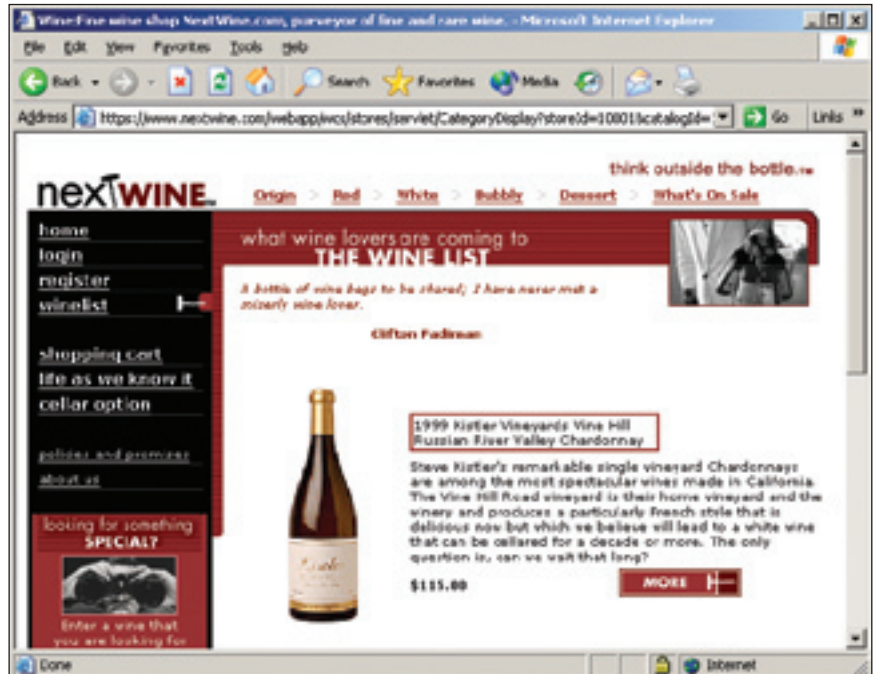 Wine:Fine wine shop NextWine.com, purveyor of fine and rare wine. - Microsoft Internet Explorer
File Edit View Favorites Tools Help
Back Search Favorites Media
Address https://www.nextwine.com/webapp/wcs/stores/servlet/CategoryDisplay?storeId=10001&catalogId= Go Links »
think outside the bottle.™
nextWINE
Origin > Red > White > Bubbly > Dessert > What's On Sale
home
login
register
winelist
shopping cart
life as we know it
cellar option
policies and promises
about us
looking for something
SPECIAL?
Enter a wine that
you are looking for
what wine lovers are coming to
THE WINE LIST
A bottle of wine begs to be shared; I have never met a
miserly wine lover.
Clifton Fadiman
1999 Kistler Vineyards Vine Hill
Russian River Valley Chardonnay
Steve Kistler's remarkable single vineyard Chardonnays
are among the most spectacular wines made in California.
The Vine Hill Road vineyard is their home vineyard and the
winery and produces a particularly French style that is
delicious now but which we believe will lead to a white wine
that can be cellared for a decade or more. The only
question is, can we wait that long?
$115.00
MORE
Done Internet